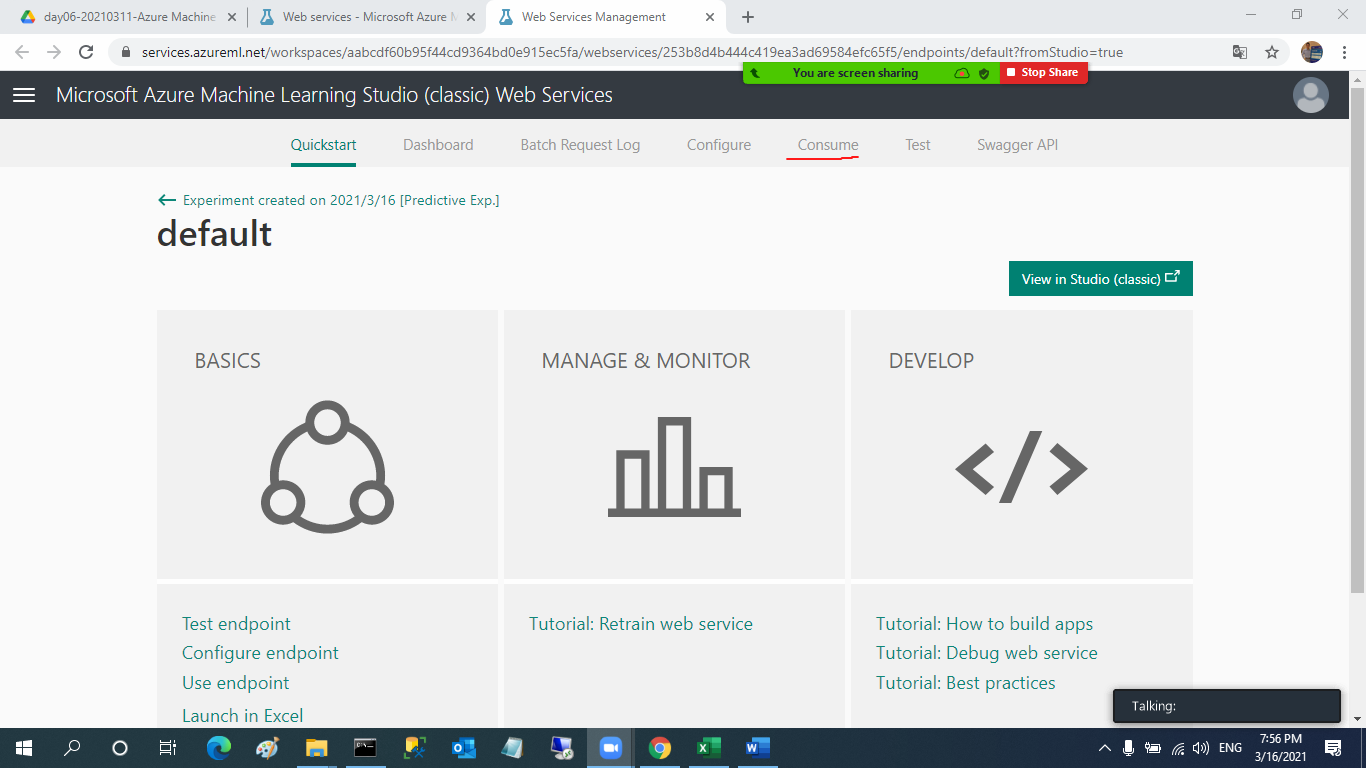 day06-20210311-Azure Machine
Web services - Microsoft Azure M
Web Services Management
services.azureml.net/workspaces/aabcdf60b95f44cd9364bd0e915ec5fa/webservices/253b8d4b444c419ea3ad69584efc65f5/endpoints/default?fromStudio=true
You are screen sharing
Stop Share
Microsoft Azure Machine Learning Studio (classic) Web Services
Quickstart Dashboard Batch Request Log Configure Consume Test Swagger API
Experiment created on 2021/3/16 [Predictive Exp.]
default
View in Studio (classic)
BASICS
MANAGE & MONITOR
DEVELOP
Test endpoint
Configure endpoint
Use endpoint
Launch in Excel
Tutorial: Retrain web service
Tutorial: How to build apps
Tutorial: Debug web service
Tutorial: Best practices
Talking:
ENG
7:56 PM
3/16/2021